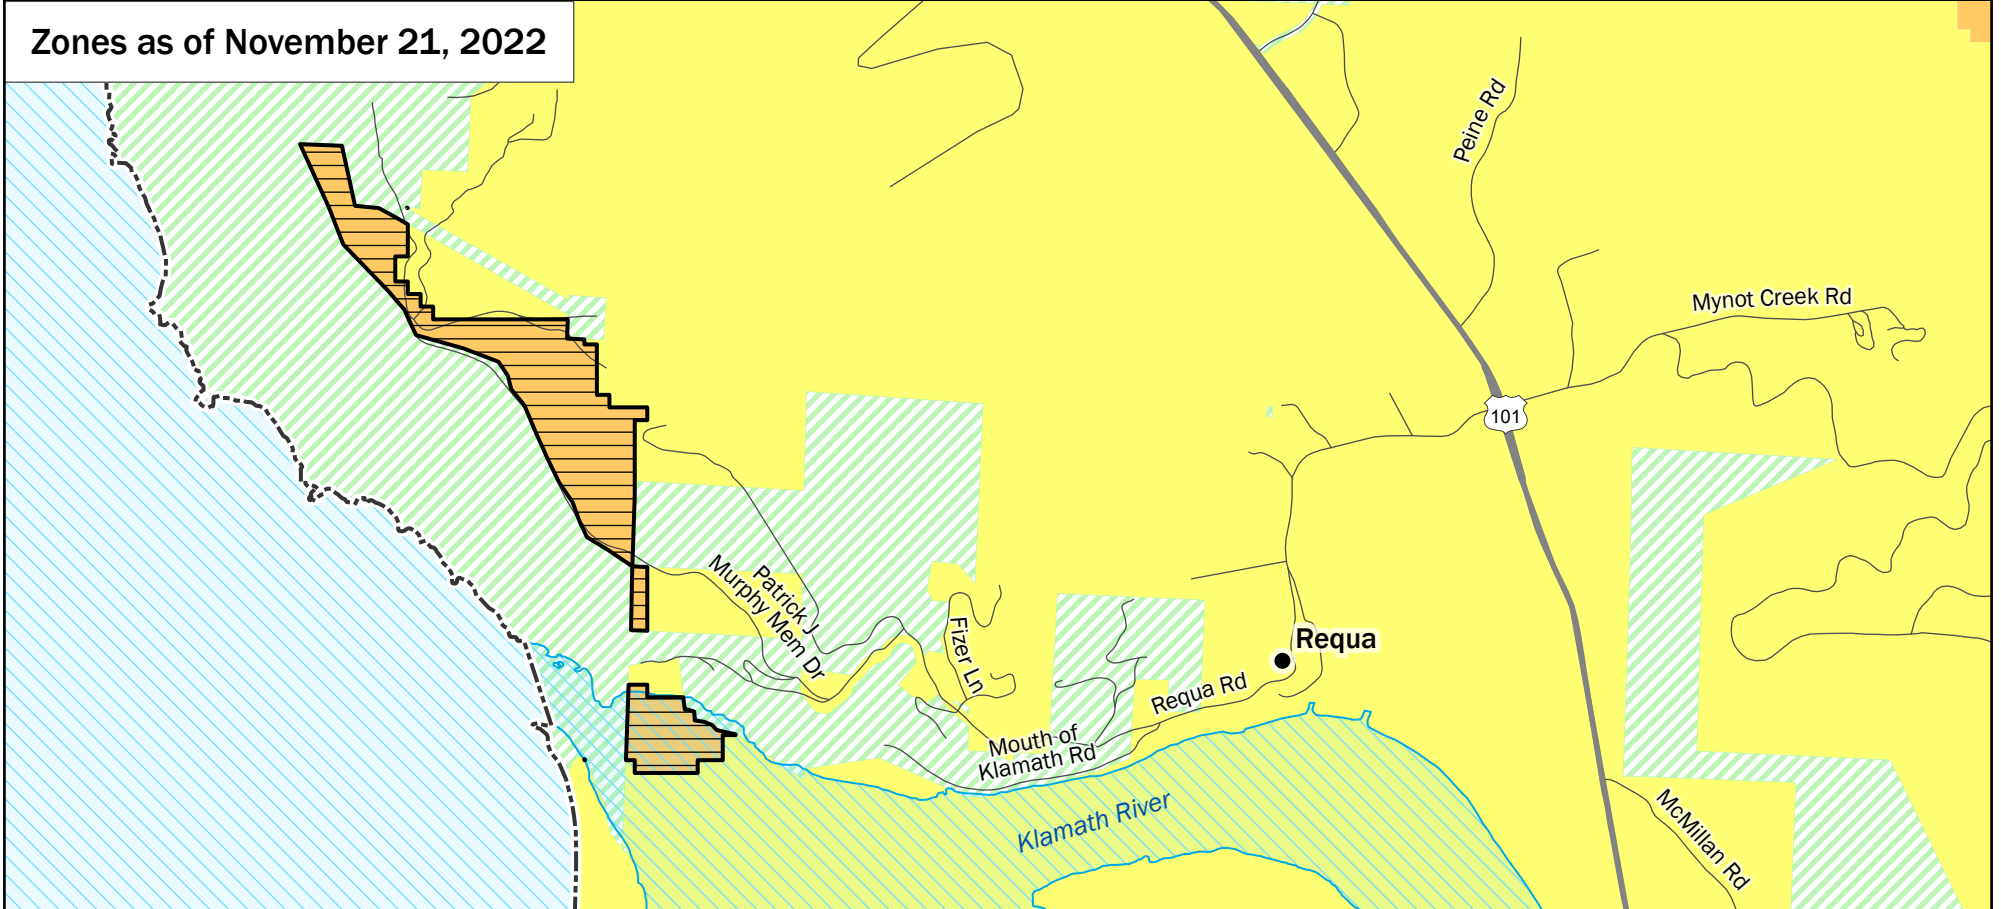 Zones as of November 21, 2022
Peine Rd
Mynot Creek Rd
101
Patrick J
Murphy Mem Dr
Fizer Ln
Requa
Requa Rd
Mouth of
Klamath Rd
Klamath River
McMillan Rd